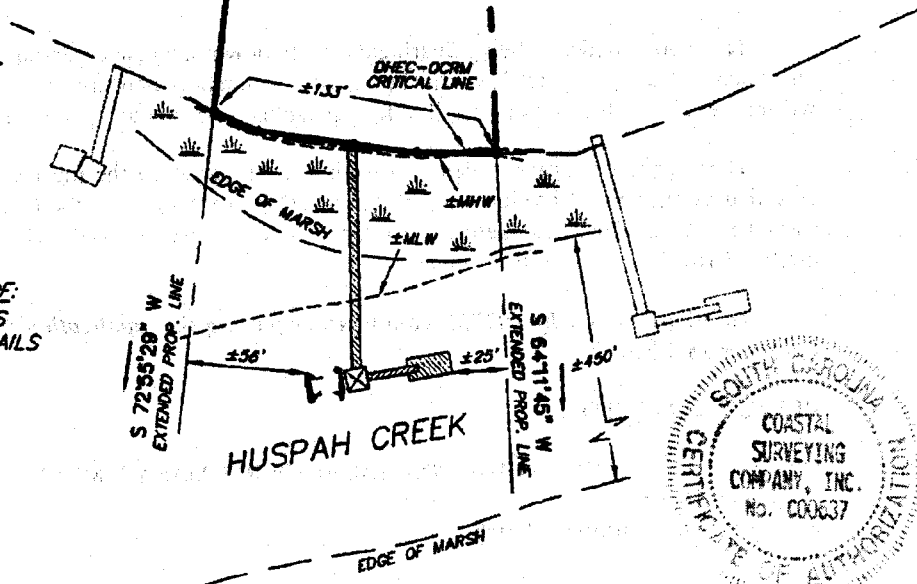 DHEC-OCRM
CRITICAL LINE
±133'
EDGE OF MARSH
±MHW
±MLW
AILS
S 72°55'29" W
EXTENDED PROP. LINE
±56'
±25'
S 64°11'45" W
EXTENDED PROP. LINE
±450'
HUSPAH CREEK
EDGE OF MARSH
SOUTH CAROLINA
COASTAL
SURVEYING
COMPANY, INC.
No. C00637
CERTIFICATE OF AUTHORIZATION